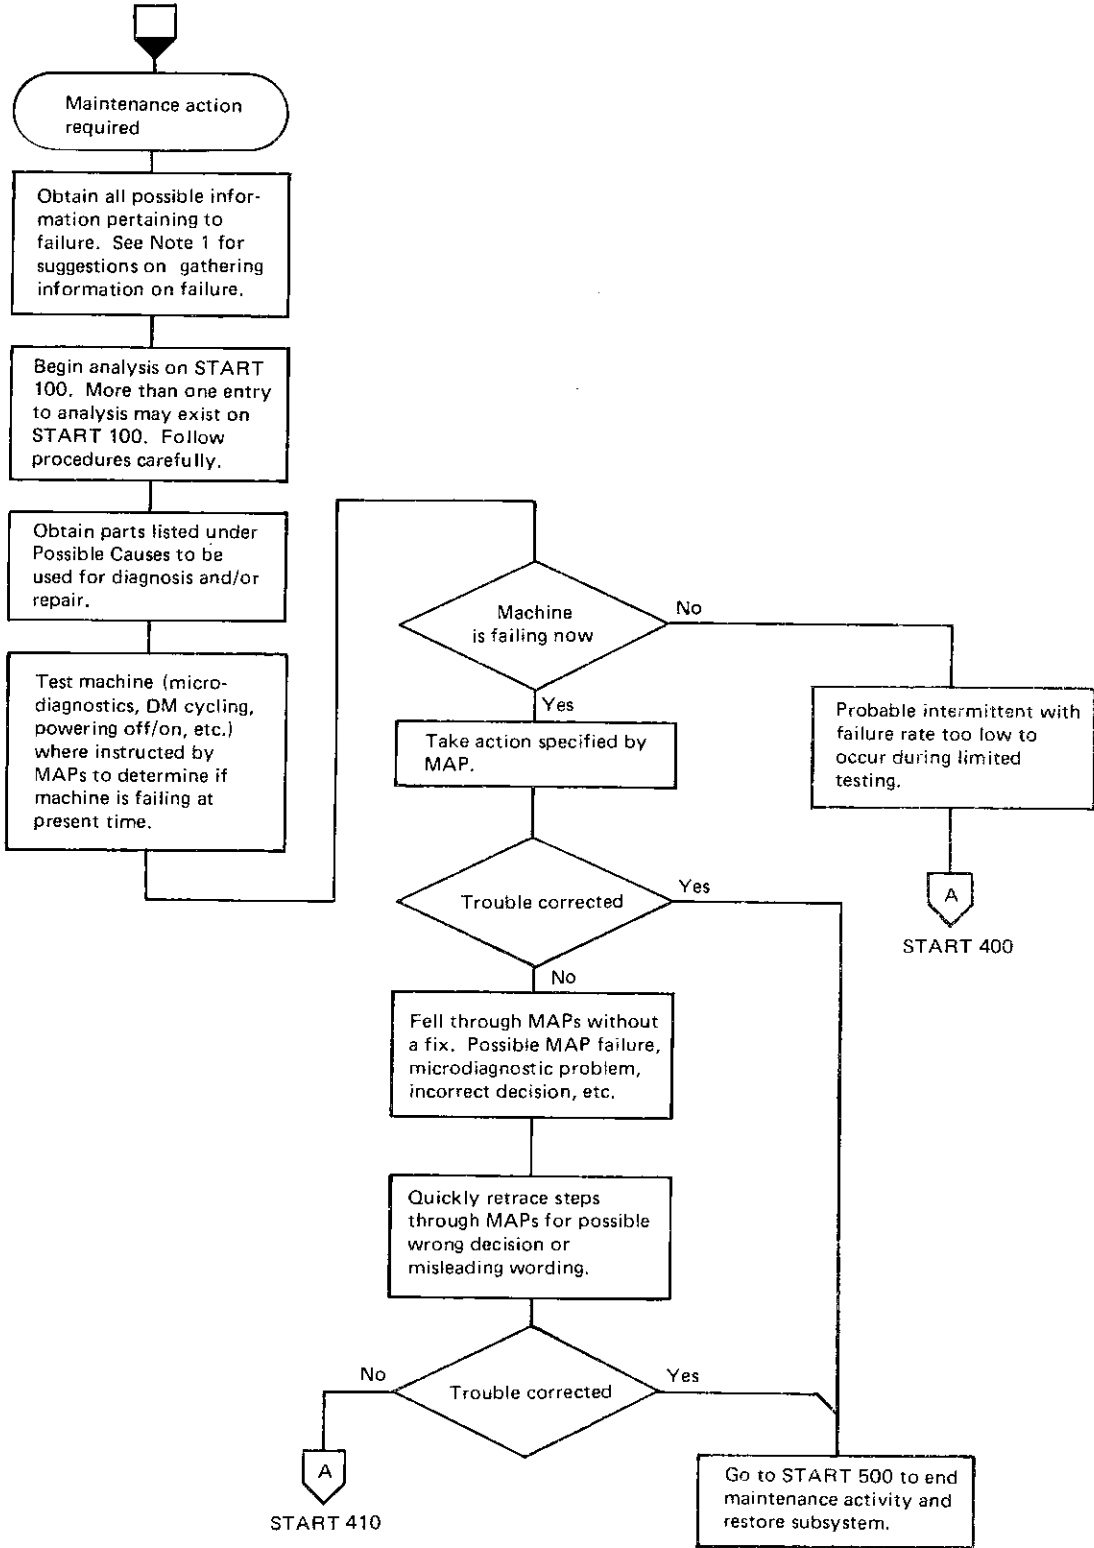 Maintenance action
required
Obtain all possible infor-
mation pertaining to
failure. See Note 1 for
suggestions on gathering
information on failure.
Begin analysis on START
100. More than one entry
to analysis may exist on
START 100. Follow
procedures carefully.
Obtain parts listed under
Possible Causes to be
used for diagnosis and/or
repair.
Test machine (micro-
diagnostics, DM cycling,
powering off/on, etc.)
where instructed by
MAPs to determine if
machine is failing at
present time.
Machine
is failing now
No
Yes
Probable intermittent with
failure rate too low to
occur during limited
testing.
A
START 400
Take action specified by
MAP.
Trouble corrected
Yes
No
Fell through MAPs without
a fix. Possible MAP failure,
microdiagnostic problem,
incorrect decision, etc.
Quickly retrace steps
through MAPs for possible
wrong decision or
misleading wording.
Trouble corrected
No
Yes
A
START 410
Go to START 500 to end
maintenance activity and
restore subsystem.